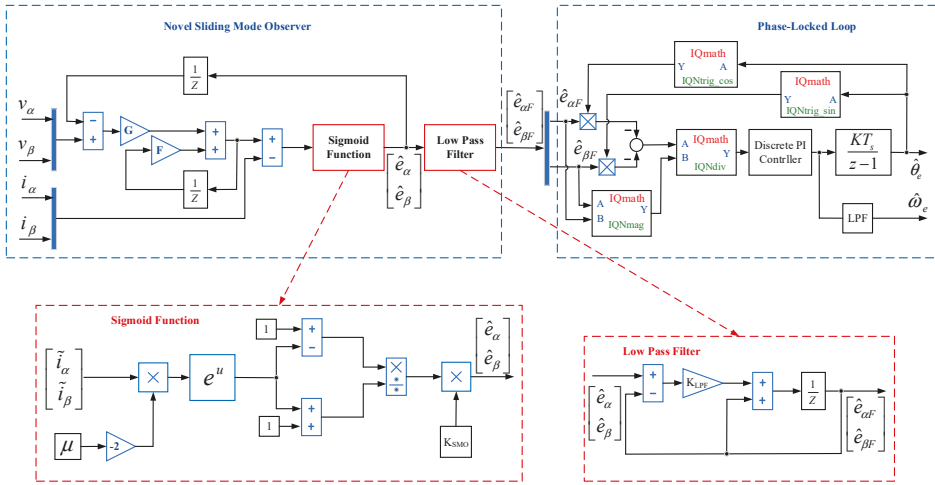 Novel Sliding Mode Observer
Phase-Locked Loop
v_α
v_β
i_α
i_β
1/Z
− +
G
F
+ +
1/Z
+ −
Sigmoid Function
ê_α
ê_β
Low Pass Filter
ê_αF
ê_βF
ê_αF
ê_βF
IQmath
Y A
IQNtrig_cos
IQmath
Y A
IQNtrig_sin
−
−
A IQmath
B
IQNdiv
A IQmath
B Y
IQNmag
Discrete PI Contrller
KT_s
z − 1
θ̂_e
LPF
ω̂_e
Sigmoid Function
ĩ_α
ĩ_β
μ
-2
×
e^u
1
+ −
1
+ +
×
÷
×
K_SMO
ê_α
ê_β
Low Pass Filter
ê_α
ê_β
+ −
K_LPF
+ +
1/Z
ê_αF
ê_βF